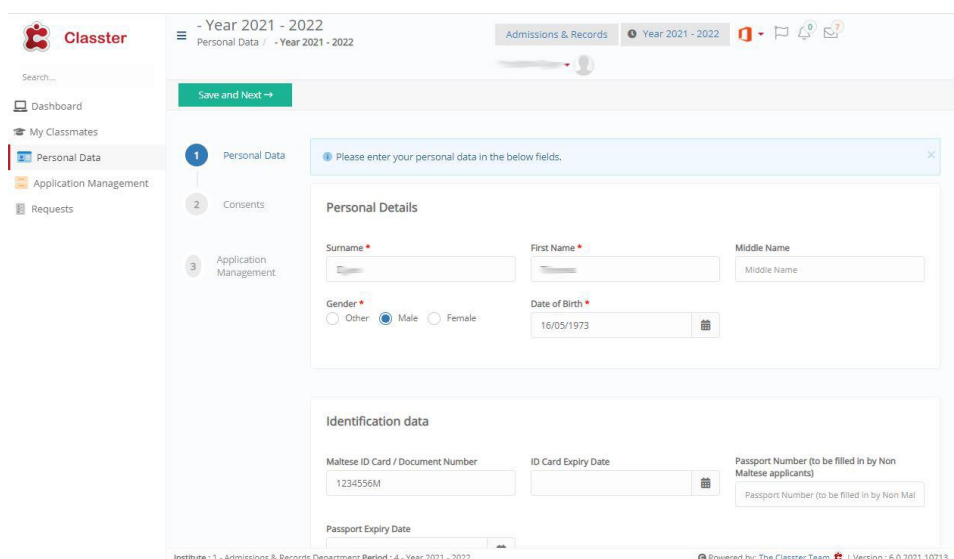 Classter
Search...
Dashboard
My Classmates
Personal Data
Application Management
Requests
- Year 2021 - 2022
Personal Data / - Year 2021 - 2022
Admissions & Records
Year 2021 - 2022
0
7
Save and Next →
1 Personal Data
2 Consents
3 Application
Management
Please enter your personal data in the below fields.
×
Personal Details
Surname *
First Name *
Middle Name
Middle Name
Gender *
Other Male Female
Date of Birth *
16/05/1973
Identification data
Maltese ID Card / Document Number
1234556M
ID Card Expiry Date
Passport Number (to be filled in by Non
Maltese applicants)
Passport Number (to be filled in by Non Mal
Passport Expiry Date
Institute : 1 - Admissions & Records Department Period : 4 - Year 2021 - 2022
Powered by: The Classter Team | Version : 6.0.2021.10713